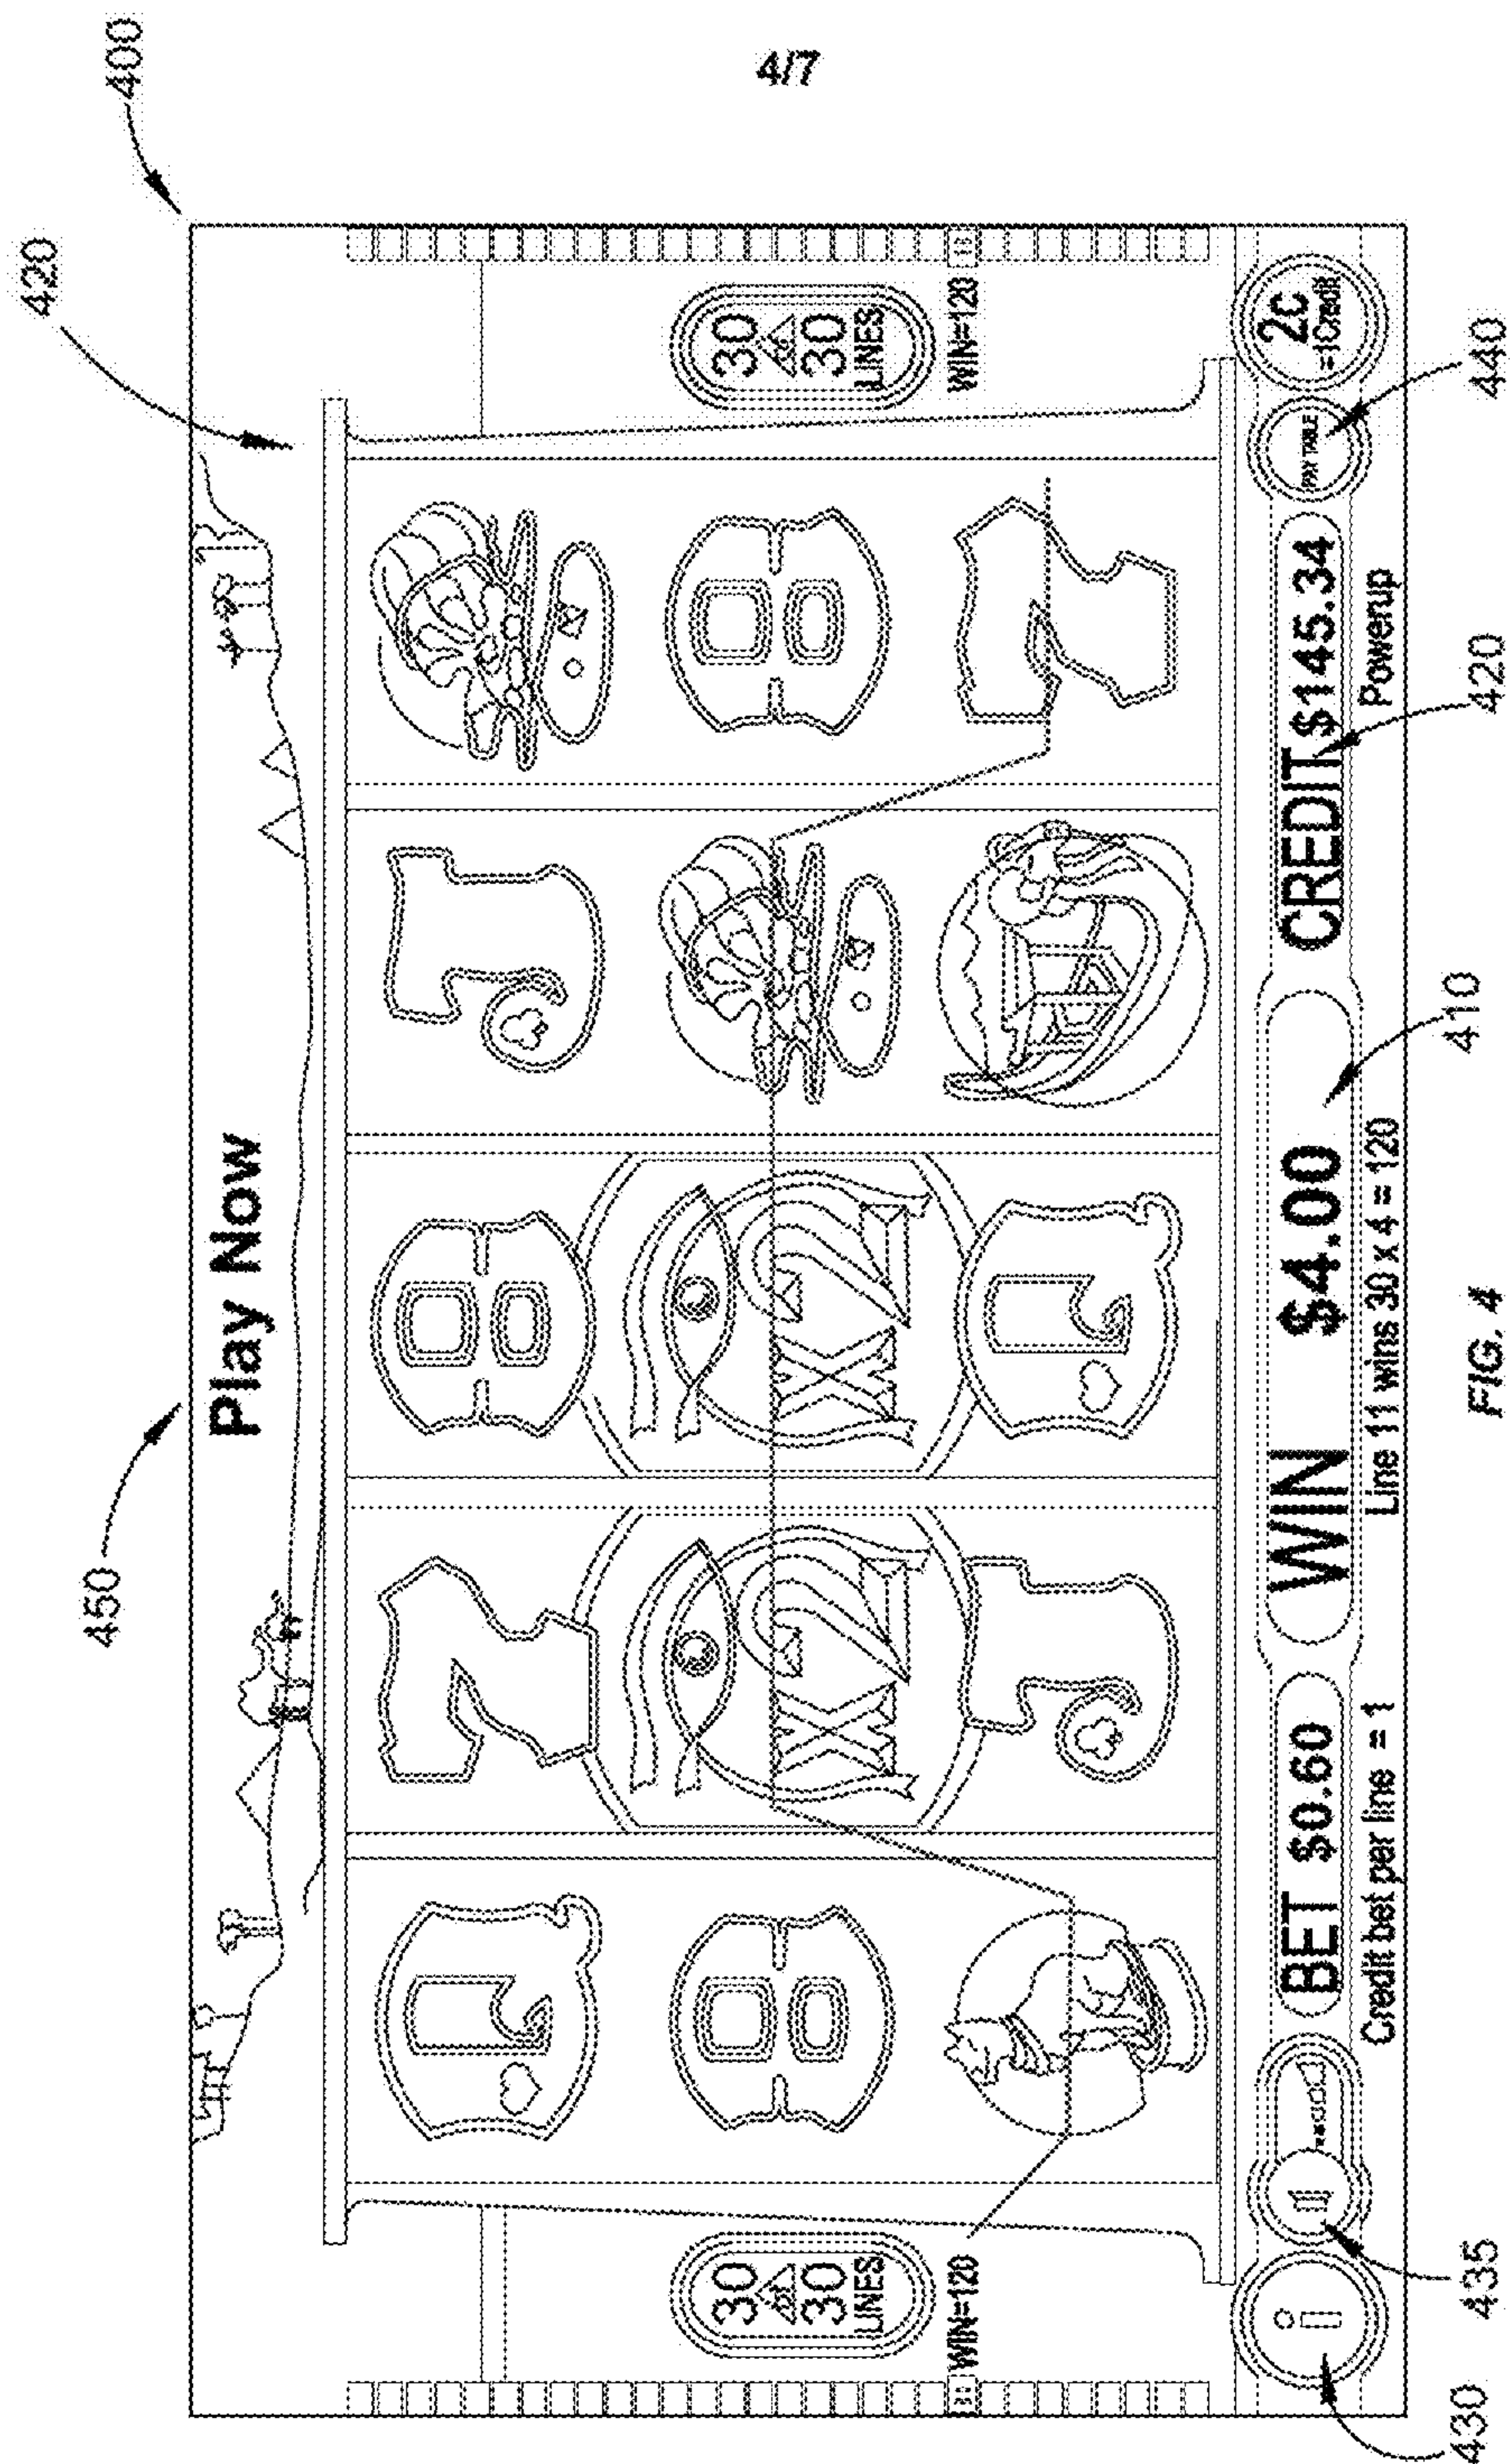 4/7
400
420
450
Play Now
30
of
30
LINES
WIN=120
30
of
30
LINES
WIN=120
BET $0.60
WIN $4.00
CREDIT $145.34
PAY TABLE
2c
=1Credit
Credit bet per line = 1
Line 11 wins 30 x 4 = 120
Powerup
430
435
410
420
440
FIG. 4